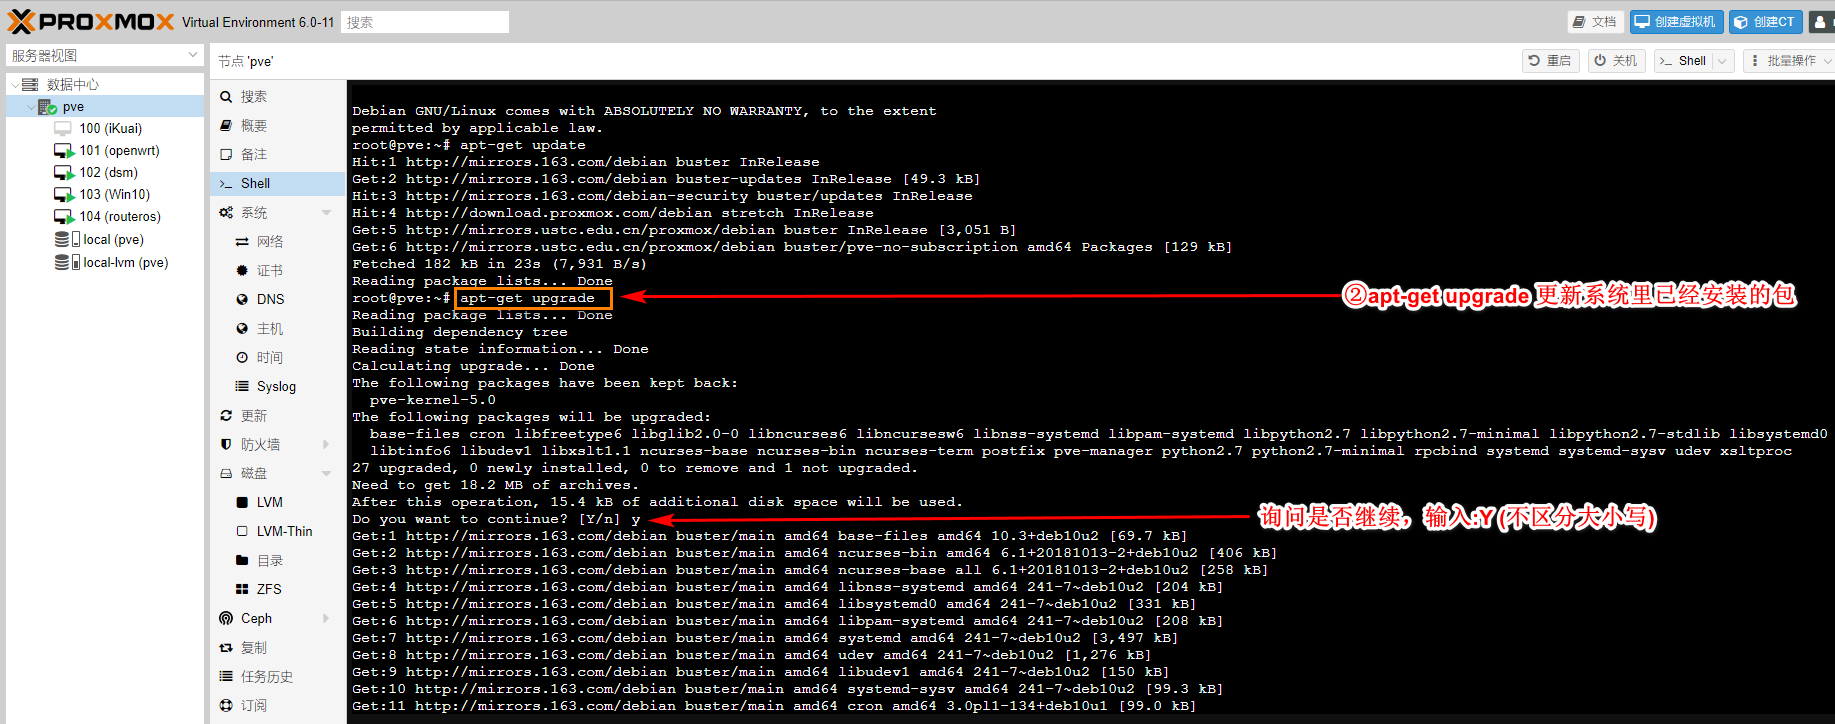 PROXMOX Virtual Environment 6.0-11 搜索 文档 创建虚拟机 创建CT
服务器视图
节点 'pve' 重启 关机 Shell 批量操作
数据中心
pve
100 (iKuai)
101 (openwrt)
102 (dsm)
103 (Win10)
104 (routeros)
local (pve)
local-lvm (pve)
搜索
概要
备注
Shell
系统
网络
证书
DNS
主机
时间
Syslog
更新
防火墙
磁盘
LVM
LVM-Thin
目录
ZFS
Ceph
复制
任务历史
订阅
Debian GNU/Linux comes with ABSOLUTELY NO WARRANTY, to the extent
permitted by applicable law.
root@pve:~# apt-get update
Hit:1 http://mirrors.163.com/debian buster InRelease
Get:2 http://mirrors.163.com/debian buster-updates InRelease [49.3 kB]
Hit:3 http://mirrors.163.com/debian-security buster/updates InRelease
Hit:4 http://download.proxmox.com/debian stretch InRelease
Get:5 http://mirrors.ustc.edu.cn/proxmox/debian buster InRelease [3,051 B]
Get:6 http://mirrors.ustc.edu.cn/proxmox/debian buster/pve-no-subscription amd64 Packages [129 kB]
Fetched 182 kB in 23s (7,931 B/s)
Reading package lists... Done
root@pve:~# apt-get upgrade
②apt-get upgrade 更新系统里已经安装的包
Reading package lists... Done
Building dependency tree
Reading state information... Done
Calculating upgrade... Done
The following packages have been kept back:
pve-kernel-5.0
The following packages will be upgraded:
base-files cron libfreetype6 libglib2.0-0 libncurses6 libncursesw6 libnss-systemd libpam-systemd libpython2.7 libpython2.7-minimal libpython2.7-stdlib libsystemd0
libtinfo6 libudev1 libxslt1.1 ncurses-base ncurses-bin ncurses-term postfix pve-manager python2.7 python2.7-minimal rpcbind systemd systemd-sysv udev xsltproc
27 upgraded, 0 newly installed, 0 to remove and 1 not upgraded.
Need to get 18.2 MB of archives.
After this operation, 15.4 kB of additional disk space will be used.
Do you want to continue? [Y/n] y
询问是否继续，输入:Y (不区分大小写)
Get:1 http://mirrors.163.com/debian buster/main amd64 base-files amd64 10.3+deb10u2 [69.7 kB]
Get:2 http://mirrors.163.com/debian buster/main amd64 ncurses-bin amd64 6.1+20181013-2+deb10u2 [406 kB]
Get:3 http://mirrors.163.com/debian buster/main amd64 ncurses-base all 6.1+20181013-2+deb10u2 [258 kB]
Get:4 http://mirrors.163.com/debian buster/main amd64 libnss-systemd amd64 241-7~deb10u2 [204 kB]
Get:5 http://mirrors.163.com/debian buster/main amd64 libsystemd0 amd64 241-7~deb10u2 [331 kB]
Get:6 http://mirrors.163.com/debian buster/main amd64 libpam-systemd amd64 241-7~deb10u2 [208 kB]
Get:7 http://mirrors.163.com/debian buster/main amd64 systemd amd64 241-7~deb10u2 [3,497 kB]
Get:8 http://mirrors.163.com/debian buster/main amd64 udev amd64 241-7~deb10u2 [1,276 kB]
Get:9 http://mirrors.163.com/debian buster/main amd64 libudev1 amd64 241-7~deb10u2 [150 kB]
Get:10 http://mirrors.163.com/debian buster/main amd64 systemd-sysv amd64 241-7~deb10u2 [99.3 kB]
Get:11 http://mirrors.163.com/debian buster/main amd64 cron amd64 3.0pl1-134+deb10u1 [99.0 kB]